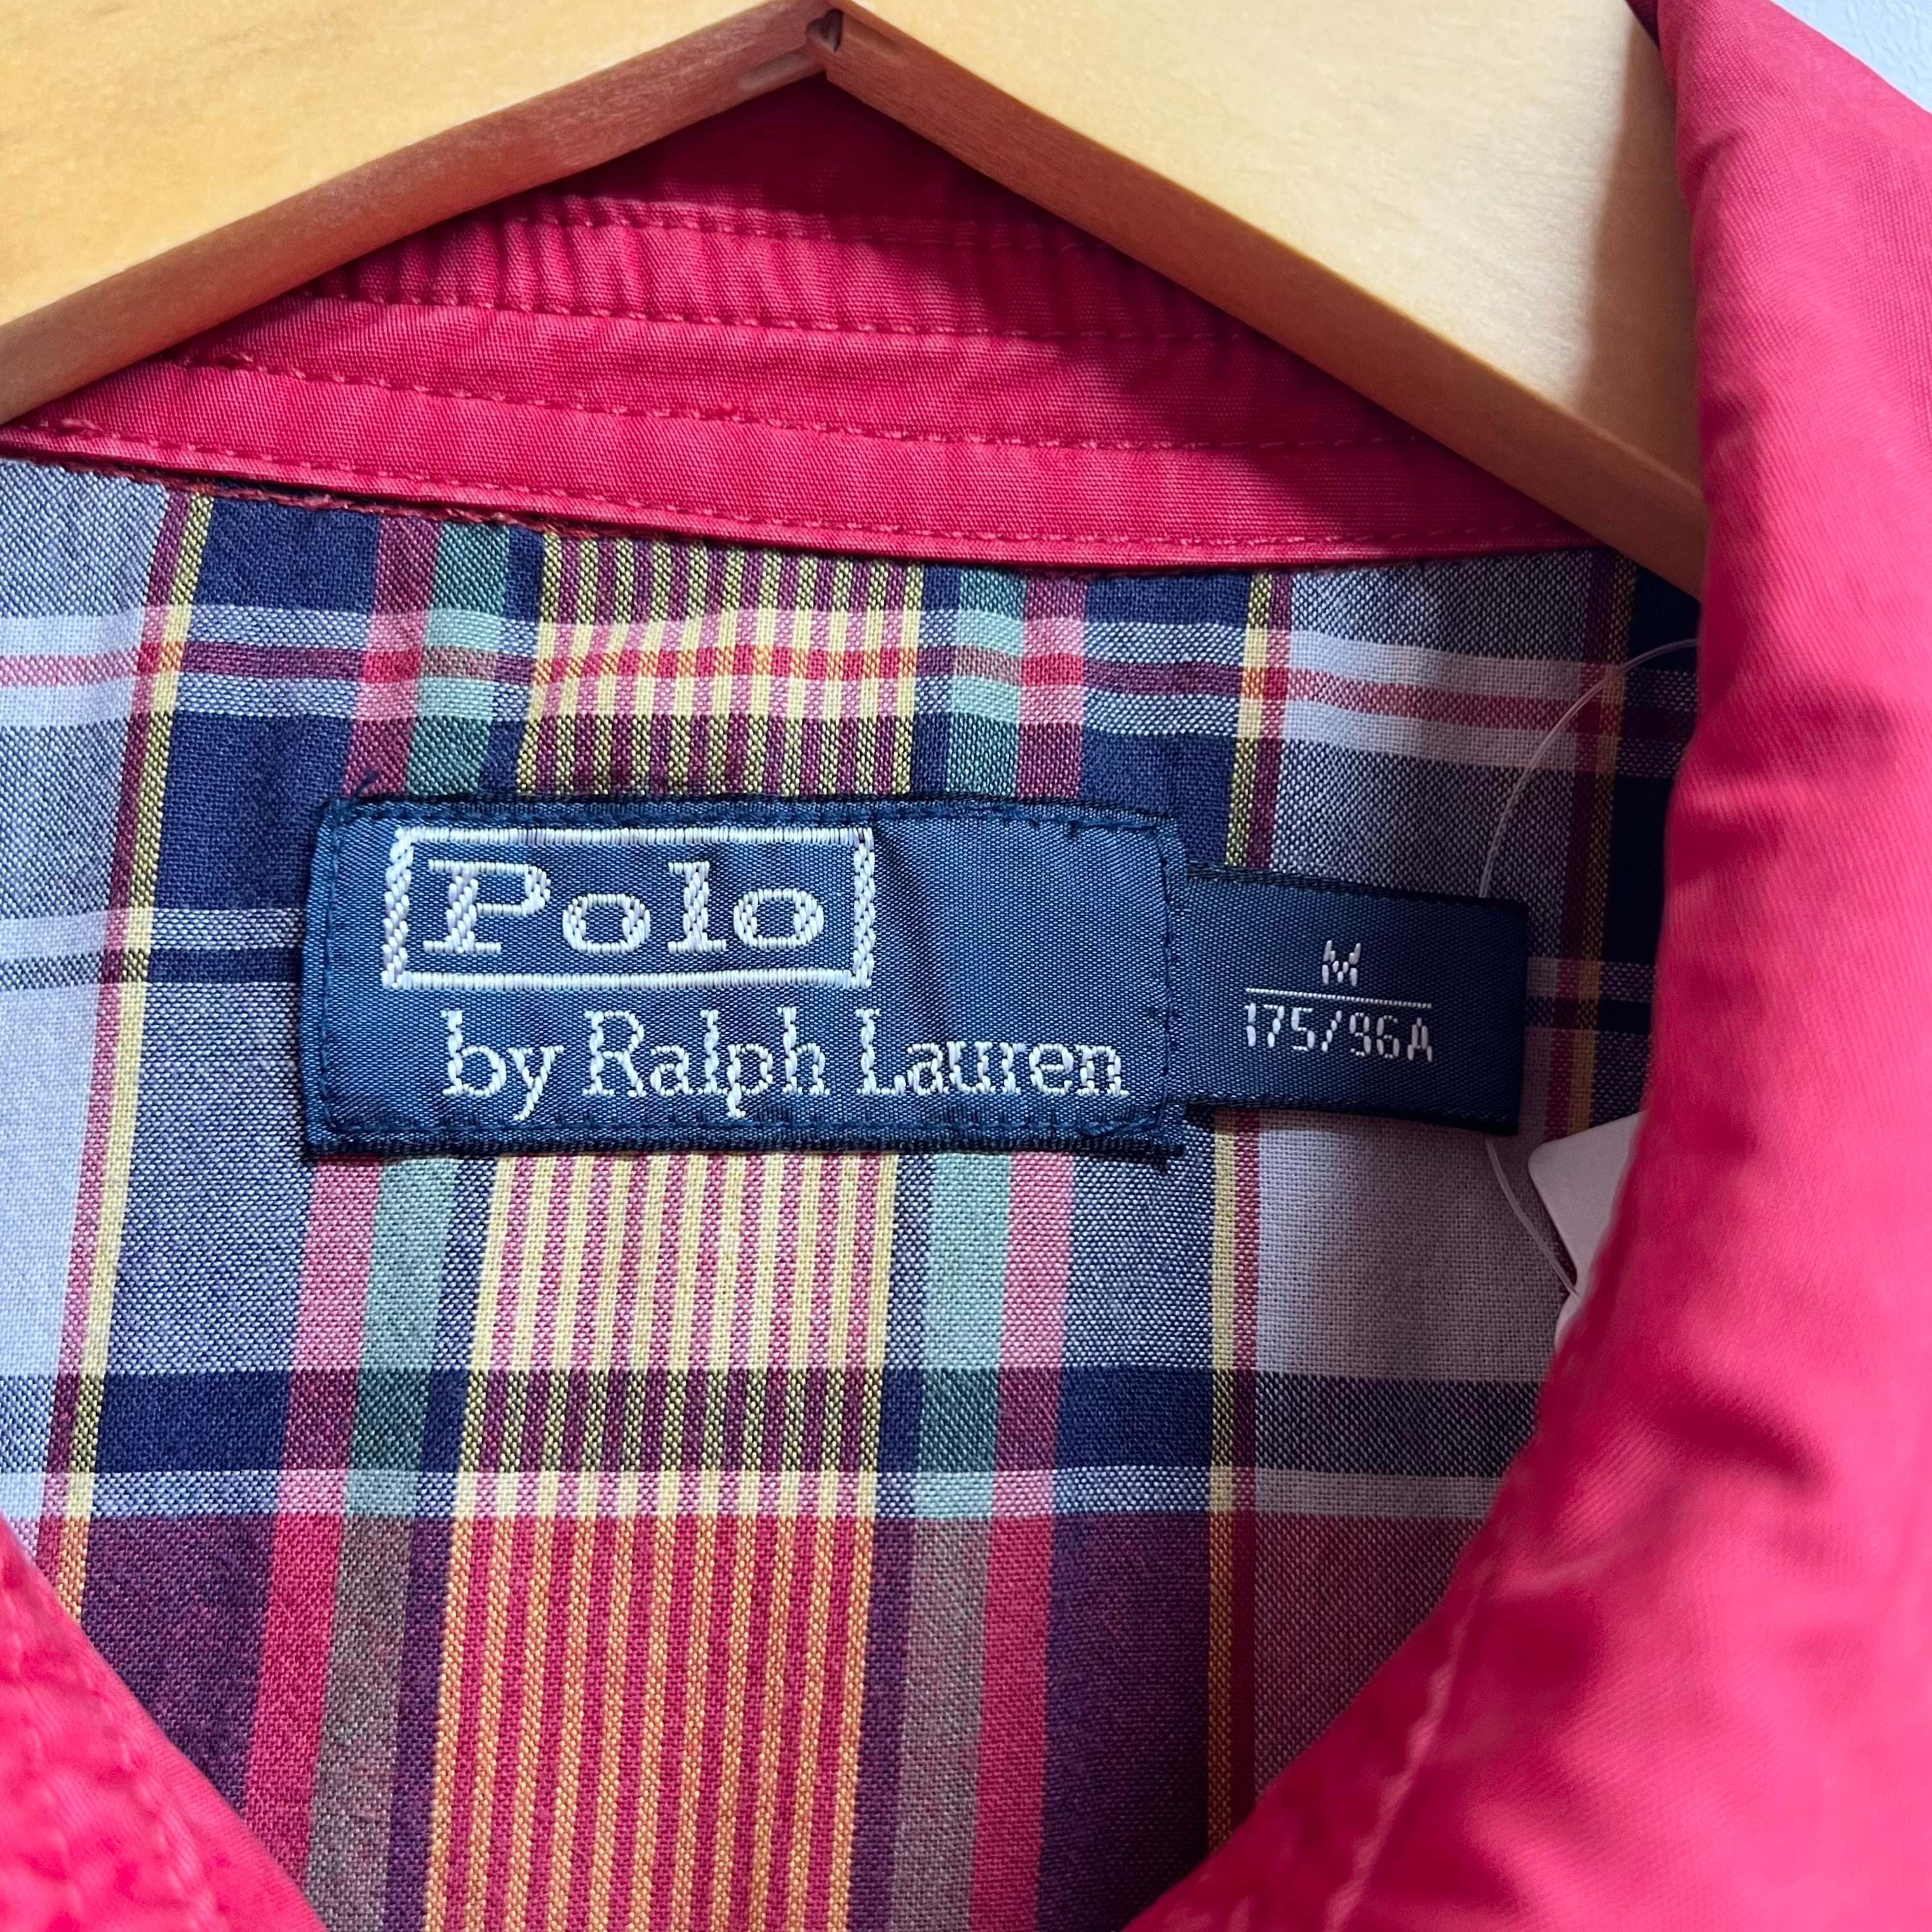 Polo
by Ralph Lauren
M
175/96A